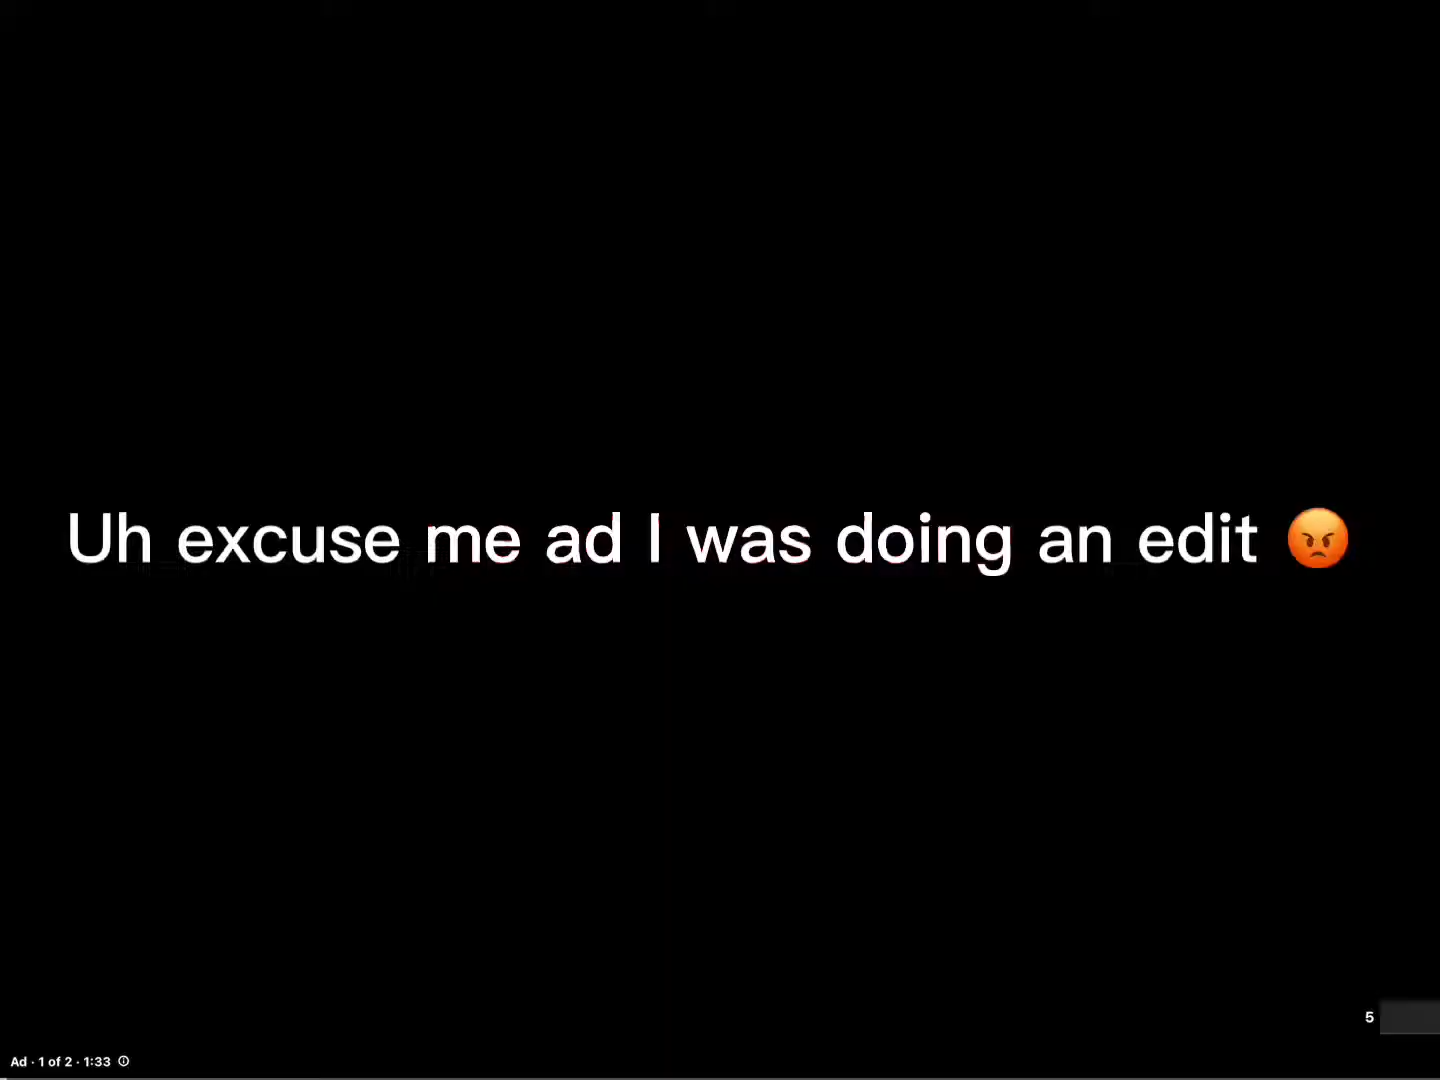 Uh excuse me ad I was doing an edit 😡
5
Ad · 1 of 2 · 1:33